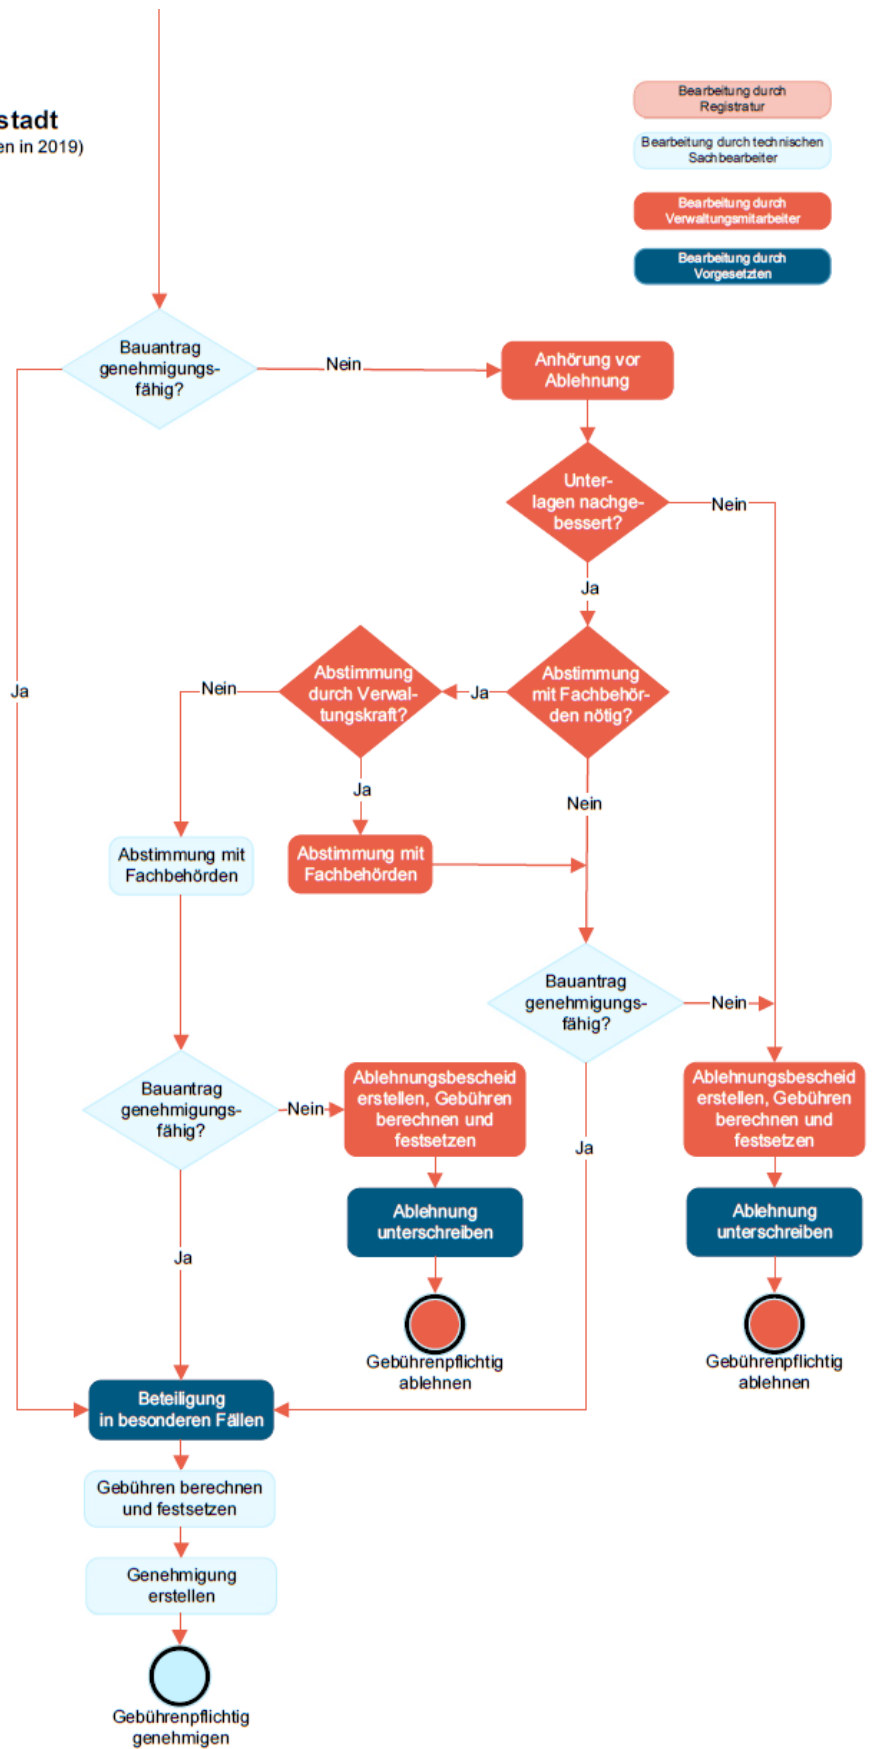 stadt
en in 2019)
Bearbeitung durch
Registratur
Bearbeitung durch technischen
Sachbearbeiter
Bearbeitung durch
Verwaltungsmitarbeiter
Bearbeitung durch
Vorgesetzten
Bauantrag
genehmigungs-
fähig?
Nein
Anhörung vor
Ablehnung
Unter-
lagen nachge-
bessert?
Nein
Ja
Abstimmung
mit Fachbehör-
den nötig?
Ja
Abstimmung
durch Verwal-
tungskraft?
Nein
Ja
Ja
Nein
Abstimmung mit
Fachbehörden
Abstimmung mit
Fachbehörden
Bauantrag
genehmigungs-
fähig?
Nein
Bauantrag
genehmigungs-
fähig?
Nein
Ablehnungsbescheid
erstellen, Gebühren
berechnen und
festsetzen
Ja
Ablehnungsbescheid
erstellen, Gebühren
berechnen und
festsetzen
Ablehnung
unterschreiben
Ablehnung
unterschreiben
Ja
Gebührenpflichtig
ablehnen
Gebührenpflichtig
ablehnen
Beteiligung
in besonderen Fällen
Gebühren berechnen
und festsetzen
Genehmigung
erstellen
Gebührenpflichtig
genehmigen